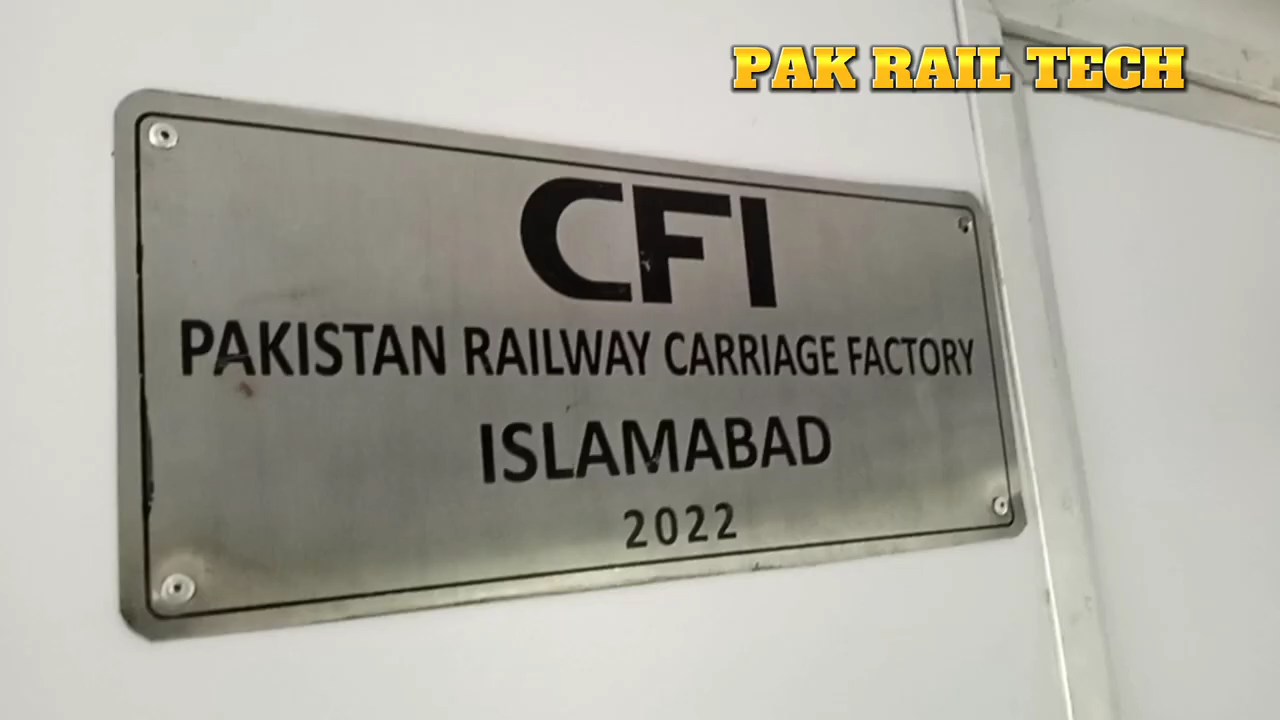 PAK RAIL TECH
CFI
PAKISTAN RAILWAY CARRIAGE FACTORY
ISLAMABAD
2022